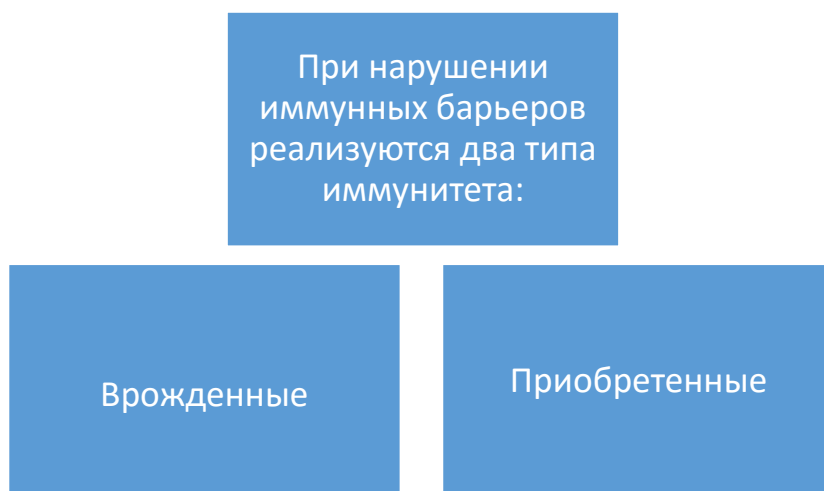 При нарушении
иммунных барьеров
реализуются два типа
иммунитета:
Врожденные
Приобретенные